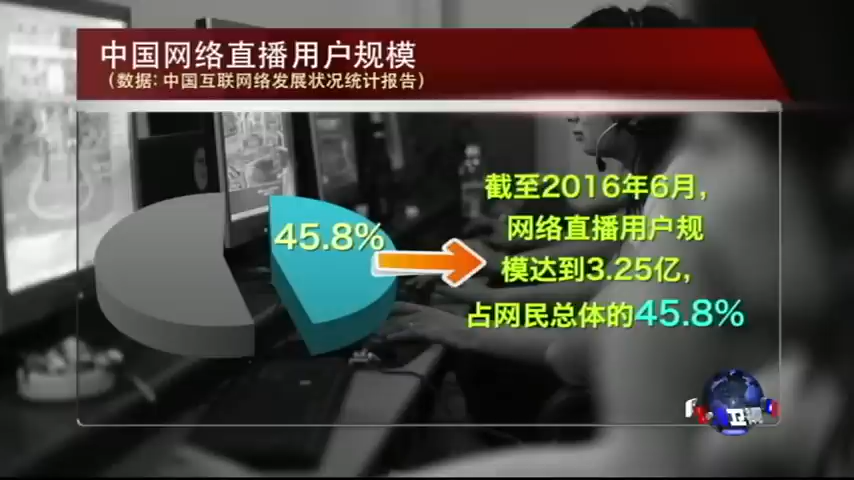 中国网络直播用户规模
（数据: 中国互联网络发展状况统计报告）
45.8%
截至2016年6月，
网络直播用户规
模达到3.25亿，
占网民总体的45.8%
卫视